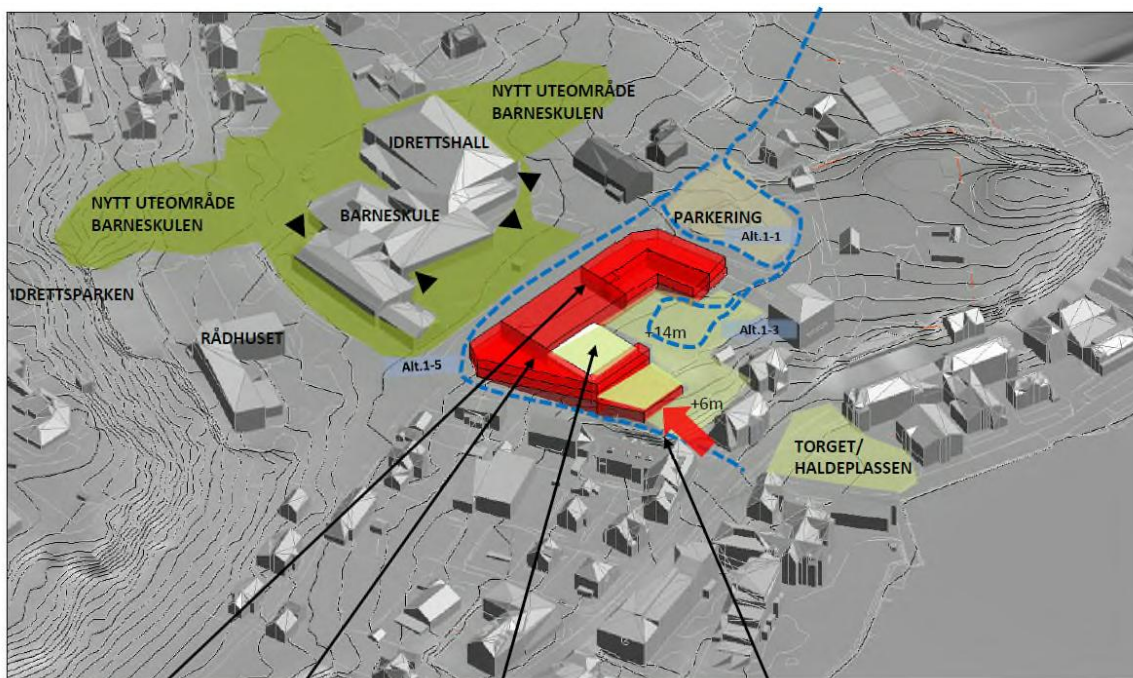 NYTT UTEOMRÅDE
BARNESKULEN
IDRETTSHALL
NYTT UTEOMRÅDE
BARNESKULEN
BARNESKULE
PARKERING
Alt.1-1
IDRETTSPARKEN
RÅDHUSET
+14m
Alt.1-3
Alt.1-5
+6m
TORGET/
HALDEPLASSEN